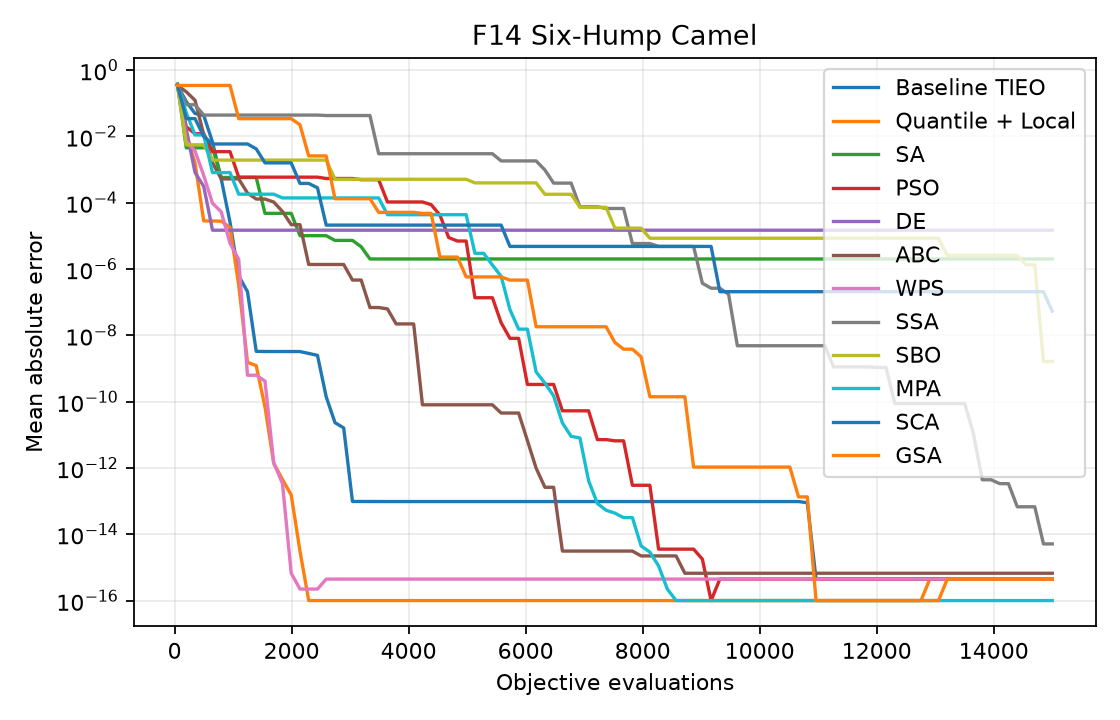 F14 Six-Hump Camel
Mean absolute error
10⁰
10⁻²
10⁻⁴
10⁻⁶
10⁻⁸
10⁻¹⁰
10⁻¹²
10⁻¹⁴
10⁻¹⁶
Baseline TIEO
Quantile + Local
SA
PSO
DE
ABC
WPS
SSA
SBO
MPA
SCA
GSA
0 2000 4000 6000 8000 10000 12000 14000
Objective evaluations